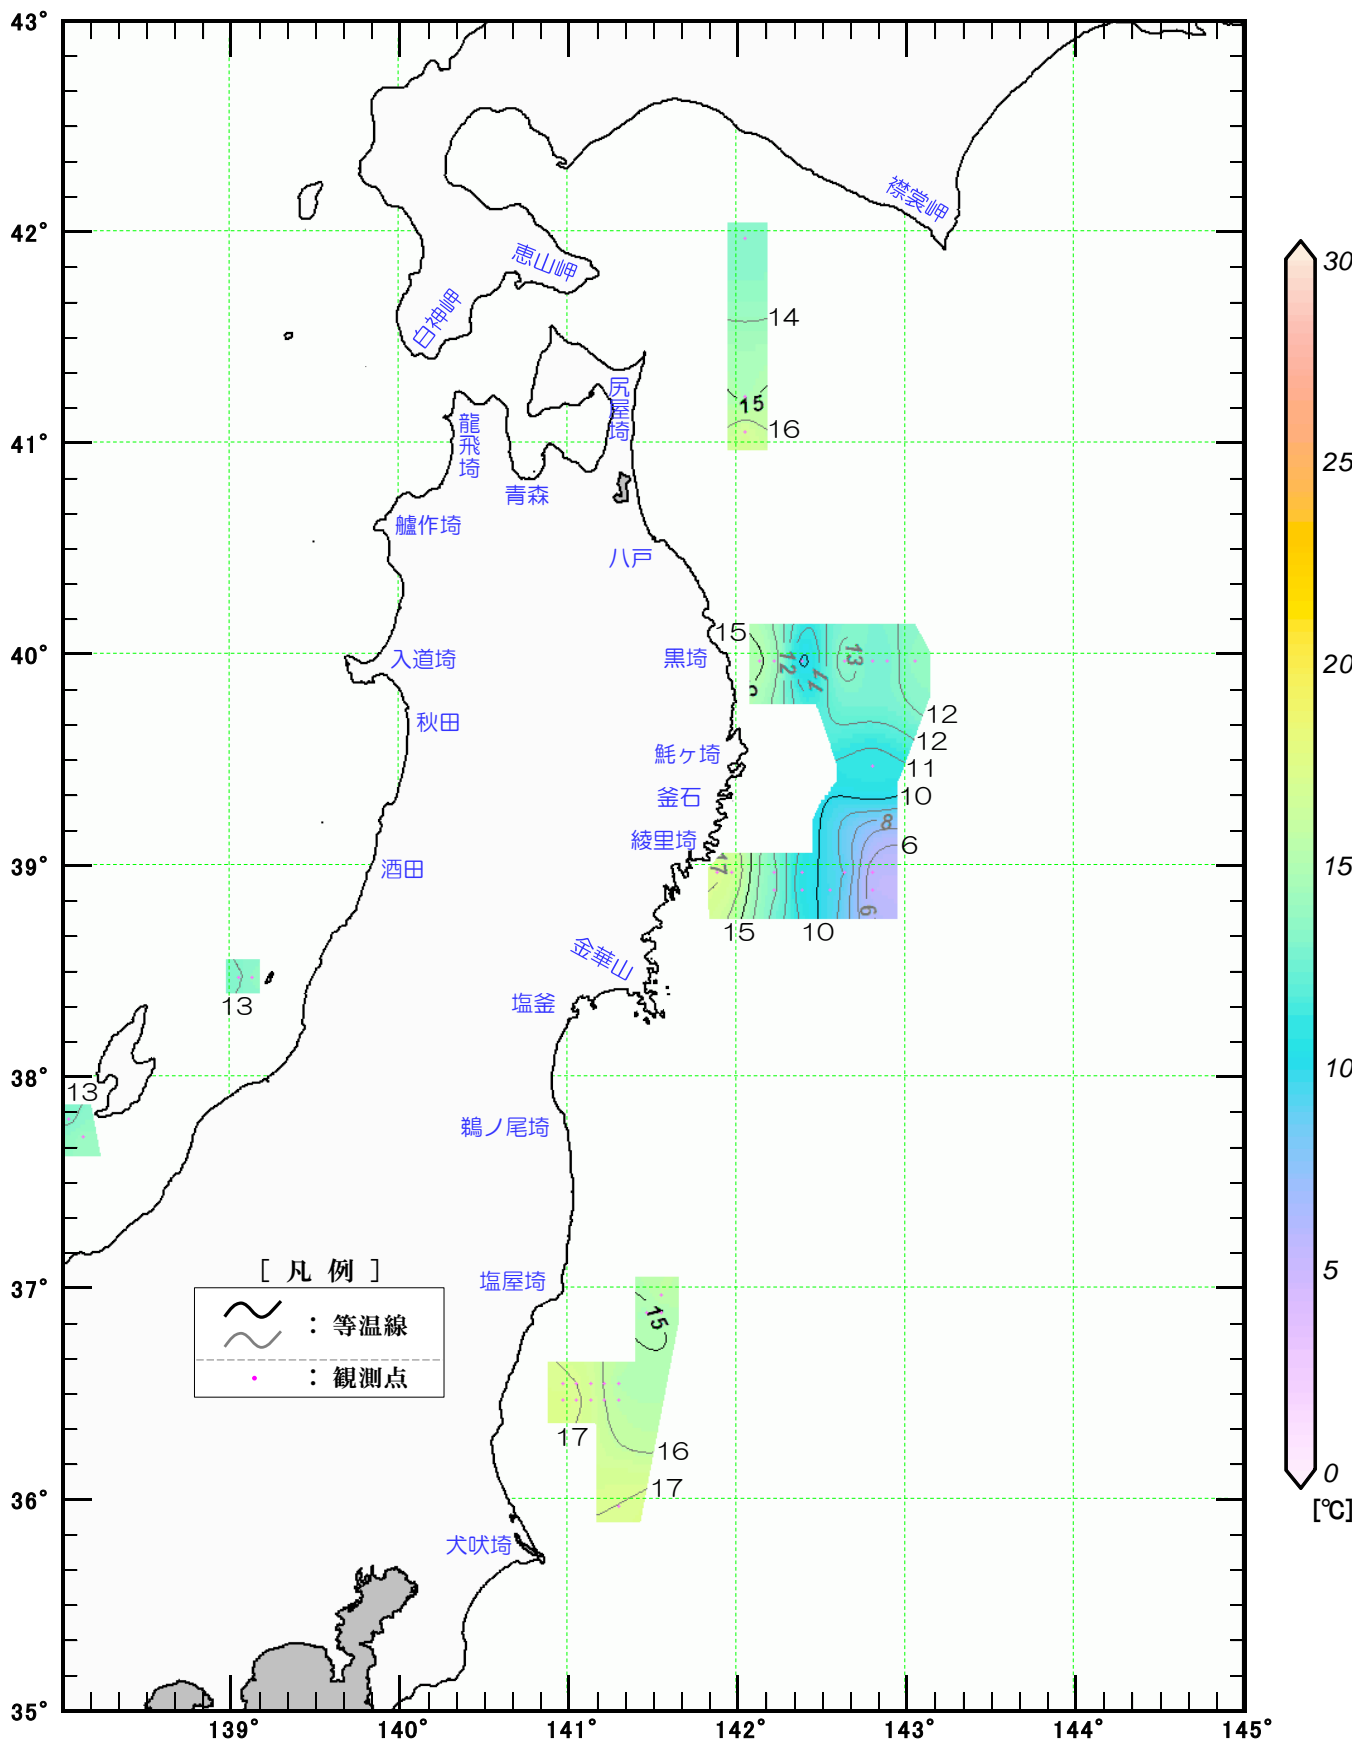 43°
襟裳岬
42°
恵山岬
30
白神岬
14
尻屋埼
15
龍飛埼
16
41°
25
青森
艫作埼
八戸
15
40°
入道埼
黒埼
12
11
13
20
秋田
12
12
魹ヶ埼
11
釜石
10
綾里埼
8
6
39°
酒田
17
15
6
15
10
金華山
13
塩釜
38°
13
10
鵜ノ尾埼
[ 凡 例 ]
37°
塩屋埼
5
：等温線
15
：観測点
17
16
17
0
36°
[℃]
犬吠埼
35°
139°
140°
141°
142°
143°
144°
145°